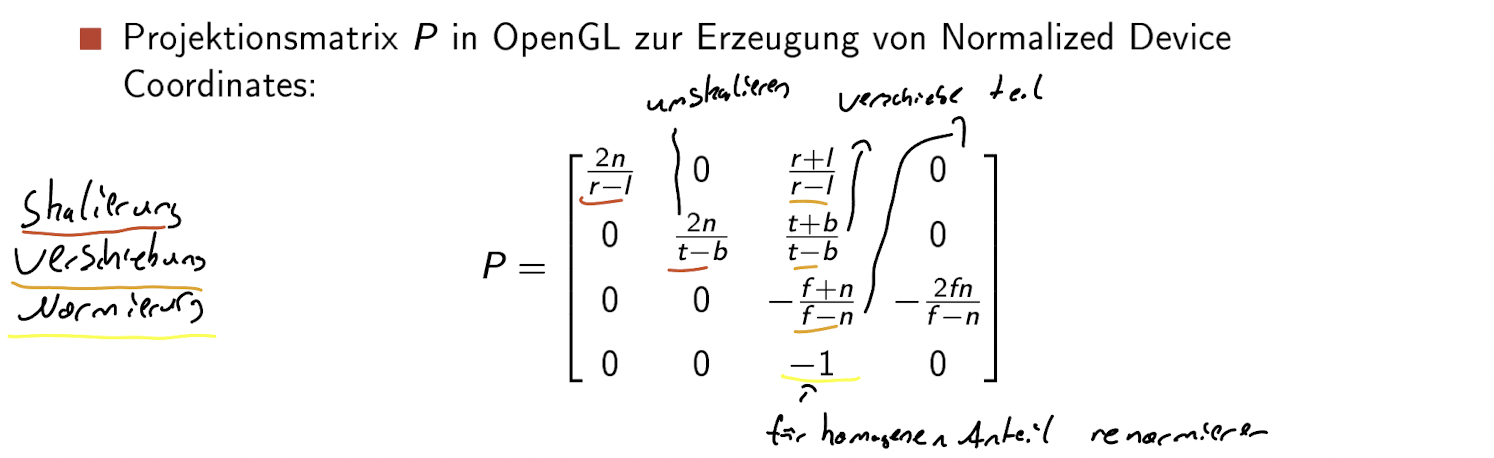 ■ Projektionsmatrix P in OpenGL zur Erzeugung von Normalized Device
Coordinates:
umskalieren verschiebe teil
Skalierung
Verschiebung
Normierung
P =
2n/(r−l) 0 (r+l)/(r−l) 0
0 2n/(t−b) (t+b)/(t−b) 0
0 0 −(f+n)/(f−n) −2fn/(f−n)
0 0 −1 0
für homogenen Anteil renormieren